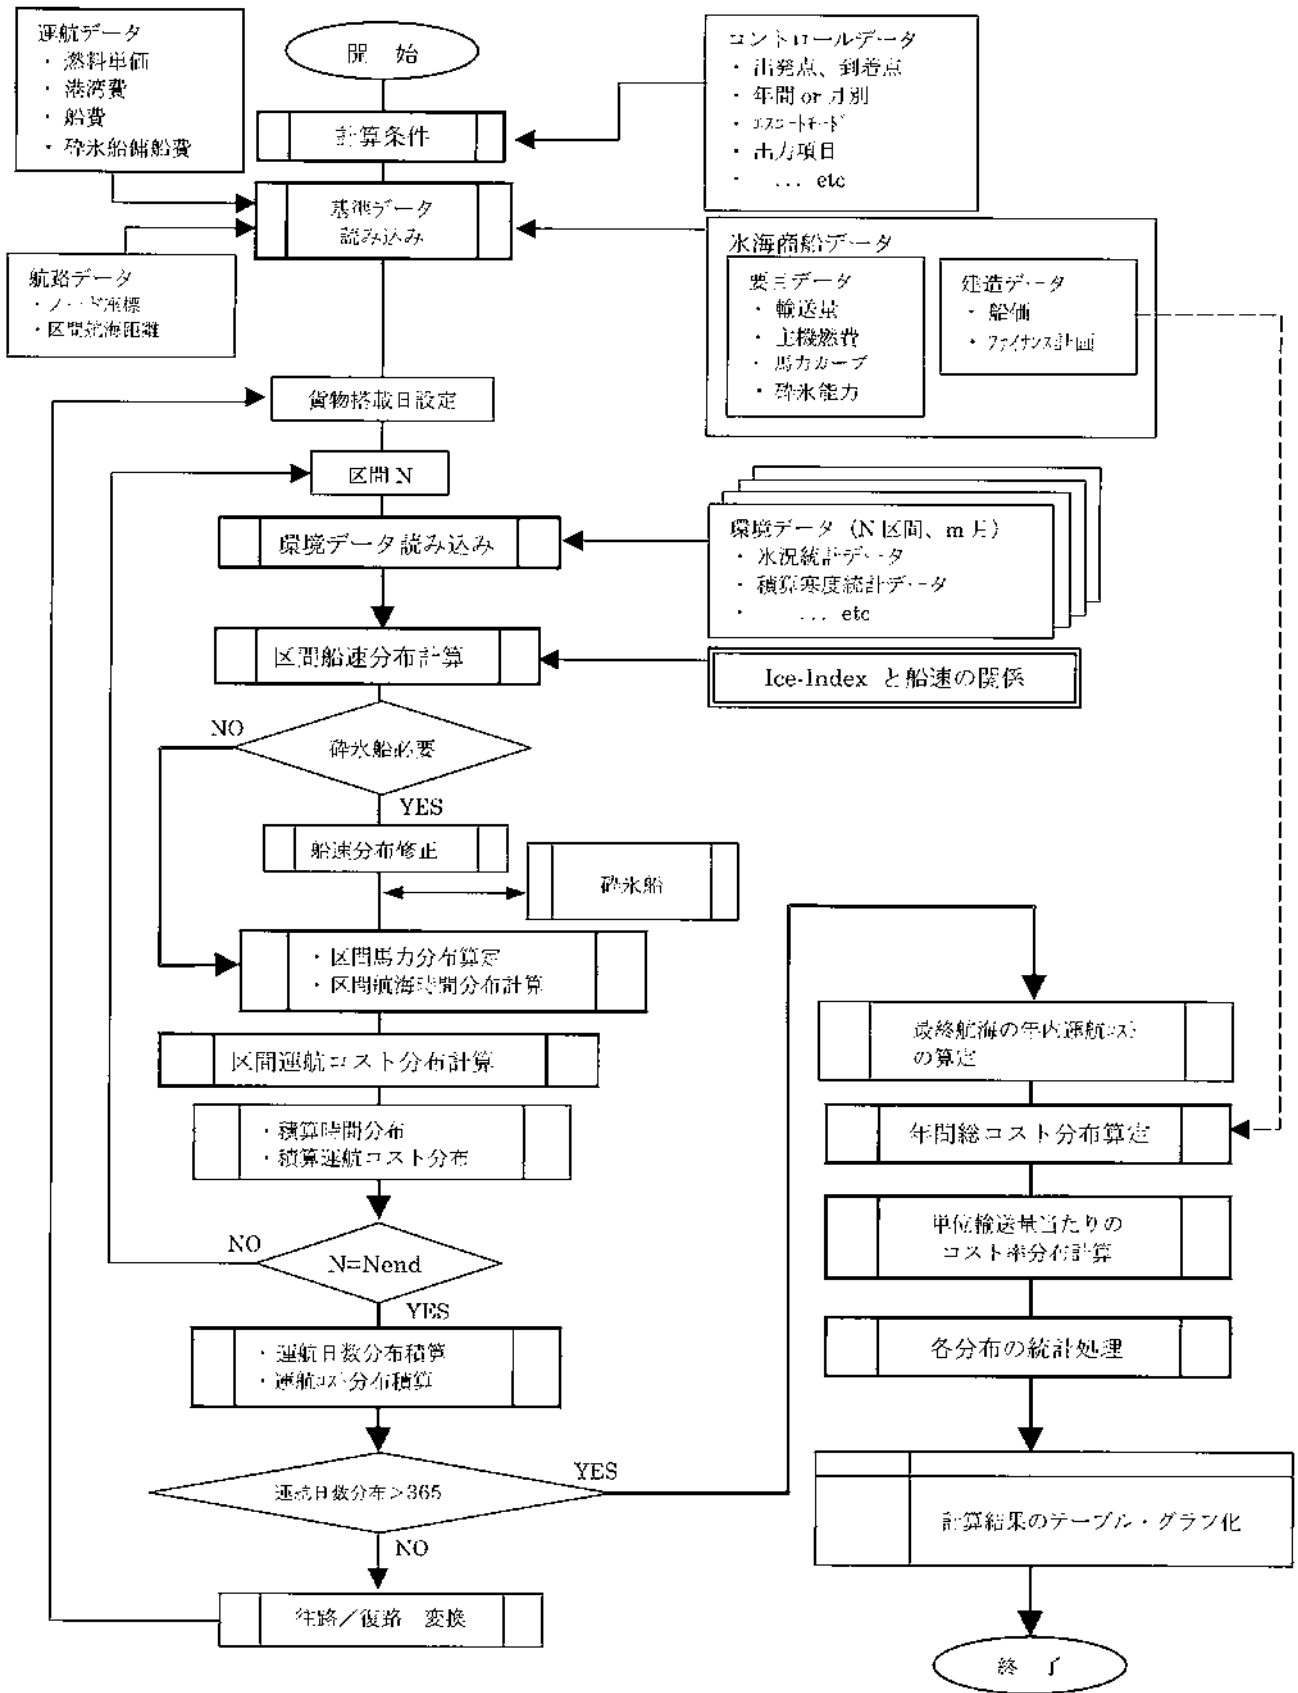 運航データ
・ 燃料単価
・ 港湾費
・ 船費
・ 砕氷船傭船費
開 始
コントロールデータ
・ 出発点、到着点
・ 年間 or 月別
・ ｴｽｺｰﾄﾓｰﾄﾞ
・ 出力項目
・ … etc
計算条件
基準データ
読み込み
航路データ
・ノード座標
・区間航海距離
氷海商船データ
要目データ
・ 輸送量
・ 主機燃費
・ 馬力カーブ
・ 砕氷能力
建造データ
・ 船価
・ ﾌｧｲﾅﾝｽ計画
貨物搭載日設定
区間 N
環境データ読み込み
環境データ（N 区間、m 月）
・ 氷況統計データ
・ 積算寒度統計データ
・ … etc
区間船速分布計算
Ice-Index と船速の関係
NO
砕氷船必要
YES
船速分布修正
砕氷船
・区間馬力分布算定
・区間航海時間分布計算
区間運航コスト分布計算
・積算時間分布
・積算運航コスト分布
NO
N=Nend
YES
・運航日数分布積算
・運航ｺｽﾄ分布積算
運航日数分布＞365
YES
NO
往路／復路 変換
最終航海の年内運航ｺｽﾄ
の算定
年間総コスト分布算定
単位輸送量当たりの
コスト率分布計算
各分布の統計処理
計算結果のテーブル・グラン化
終 了